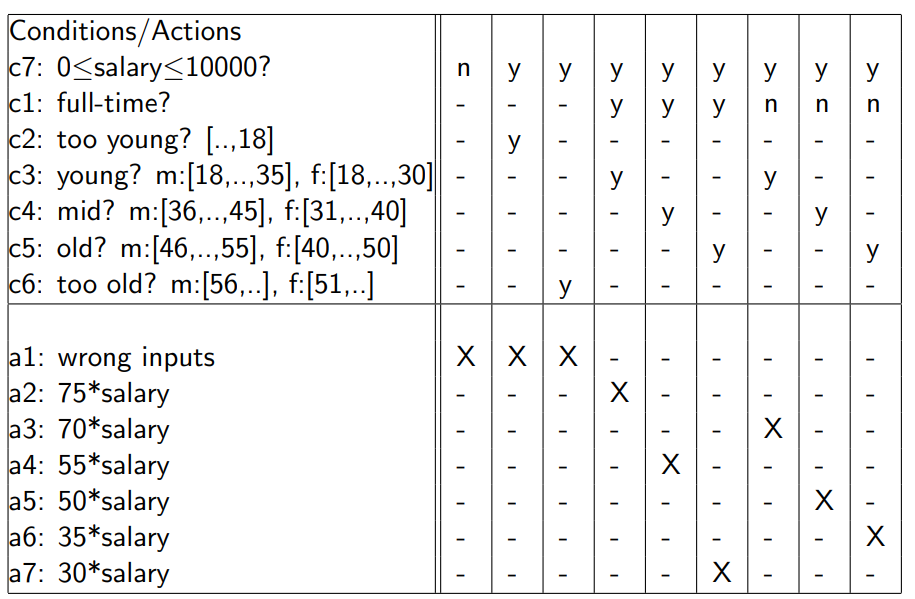 Conditions/Actions
c7: 0≤salary≤10000? n y y y y y y y y
c1: full-time? - - - y y y n n n
c2: too young? [..,18] - y - - - - - - -
c3: young? m:[18,..,35], f:[18,..,30] - - - y - - y - -
c4: mid? m:[36,..,45], f:[31,..,40] - - - - y - - y -
c5: old? m:[46,..,55], f:[40,..,50] - - - - - y - - y
c6: too old? m:[56,..], f:[51,..] - - y - - - - - -
a1: wrong inputs X X X - - - - - -
a2: 75*salary - - - X - - - - -
a3: 70*salary - - - - - - X - -
a4: 55*salary - - - - X - - - -
a5: 50*salary - - - - - - - X -
a6: 35*salary - - - - - - - - X
a7: 30*salary - - - - - X - - -